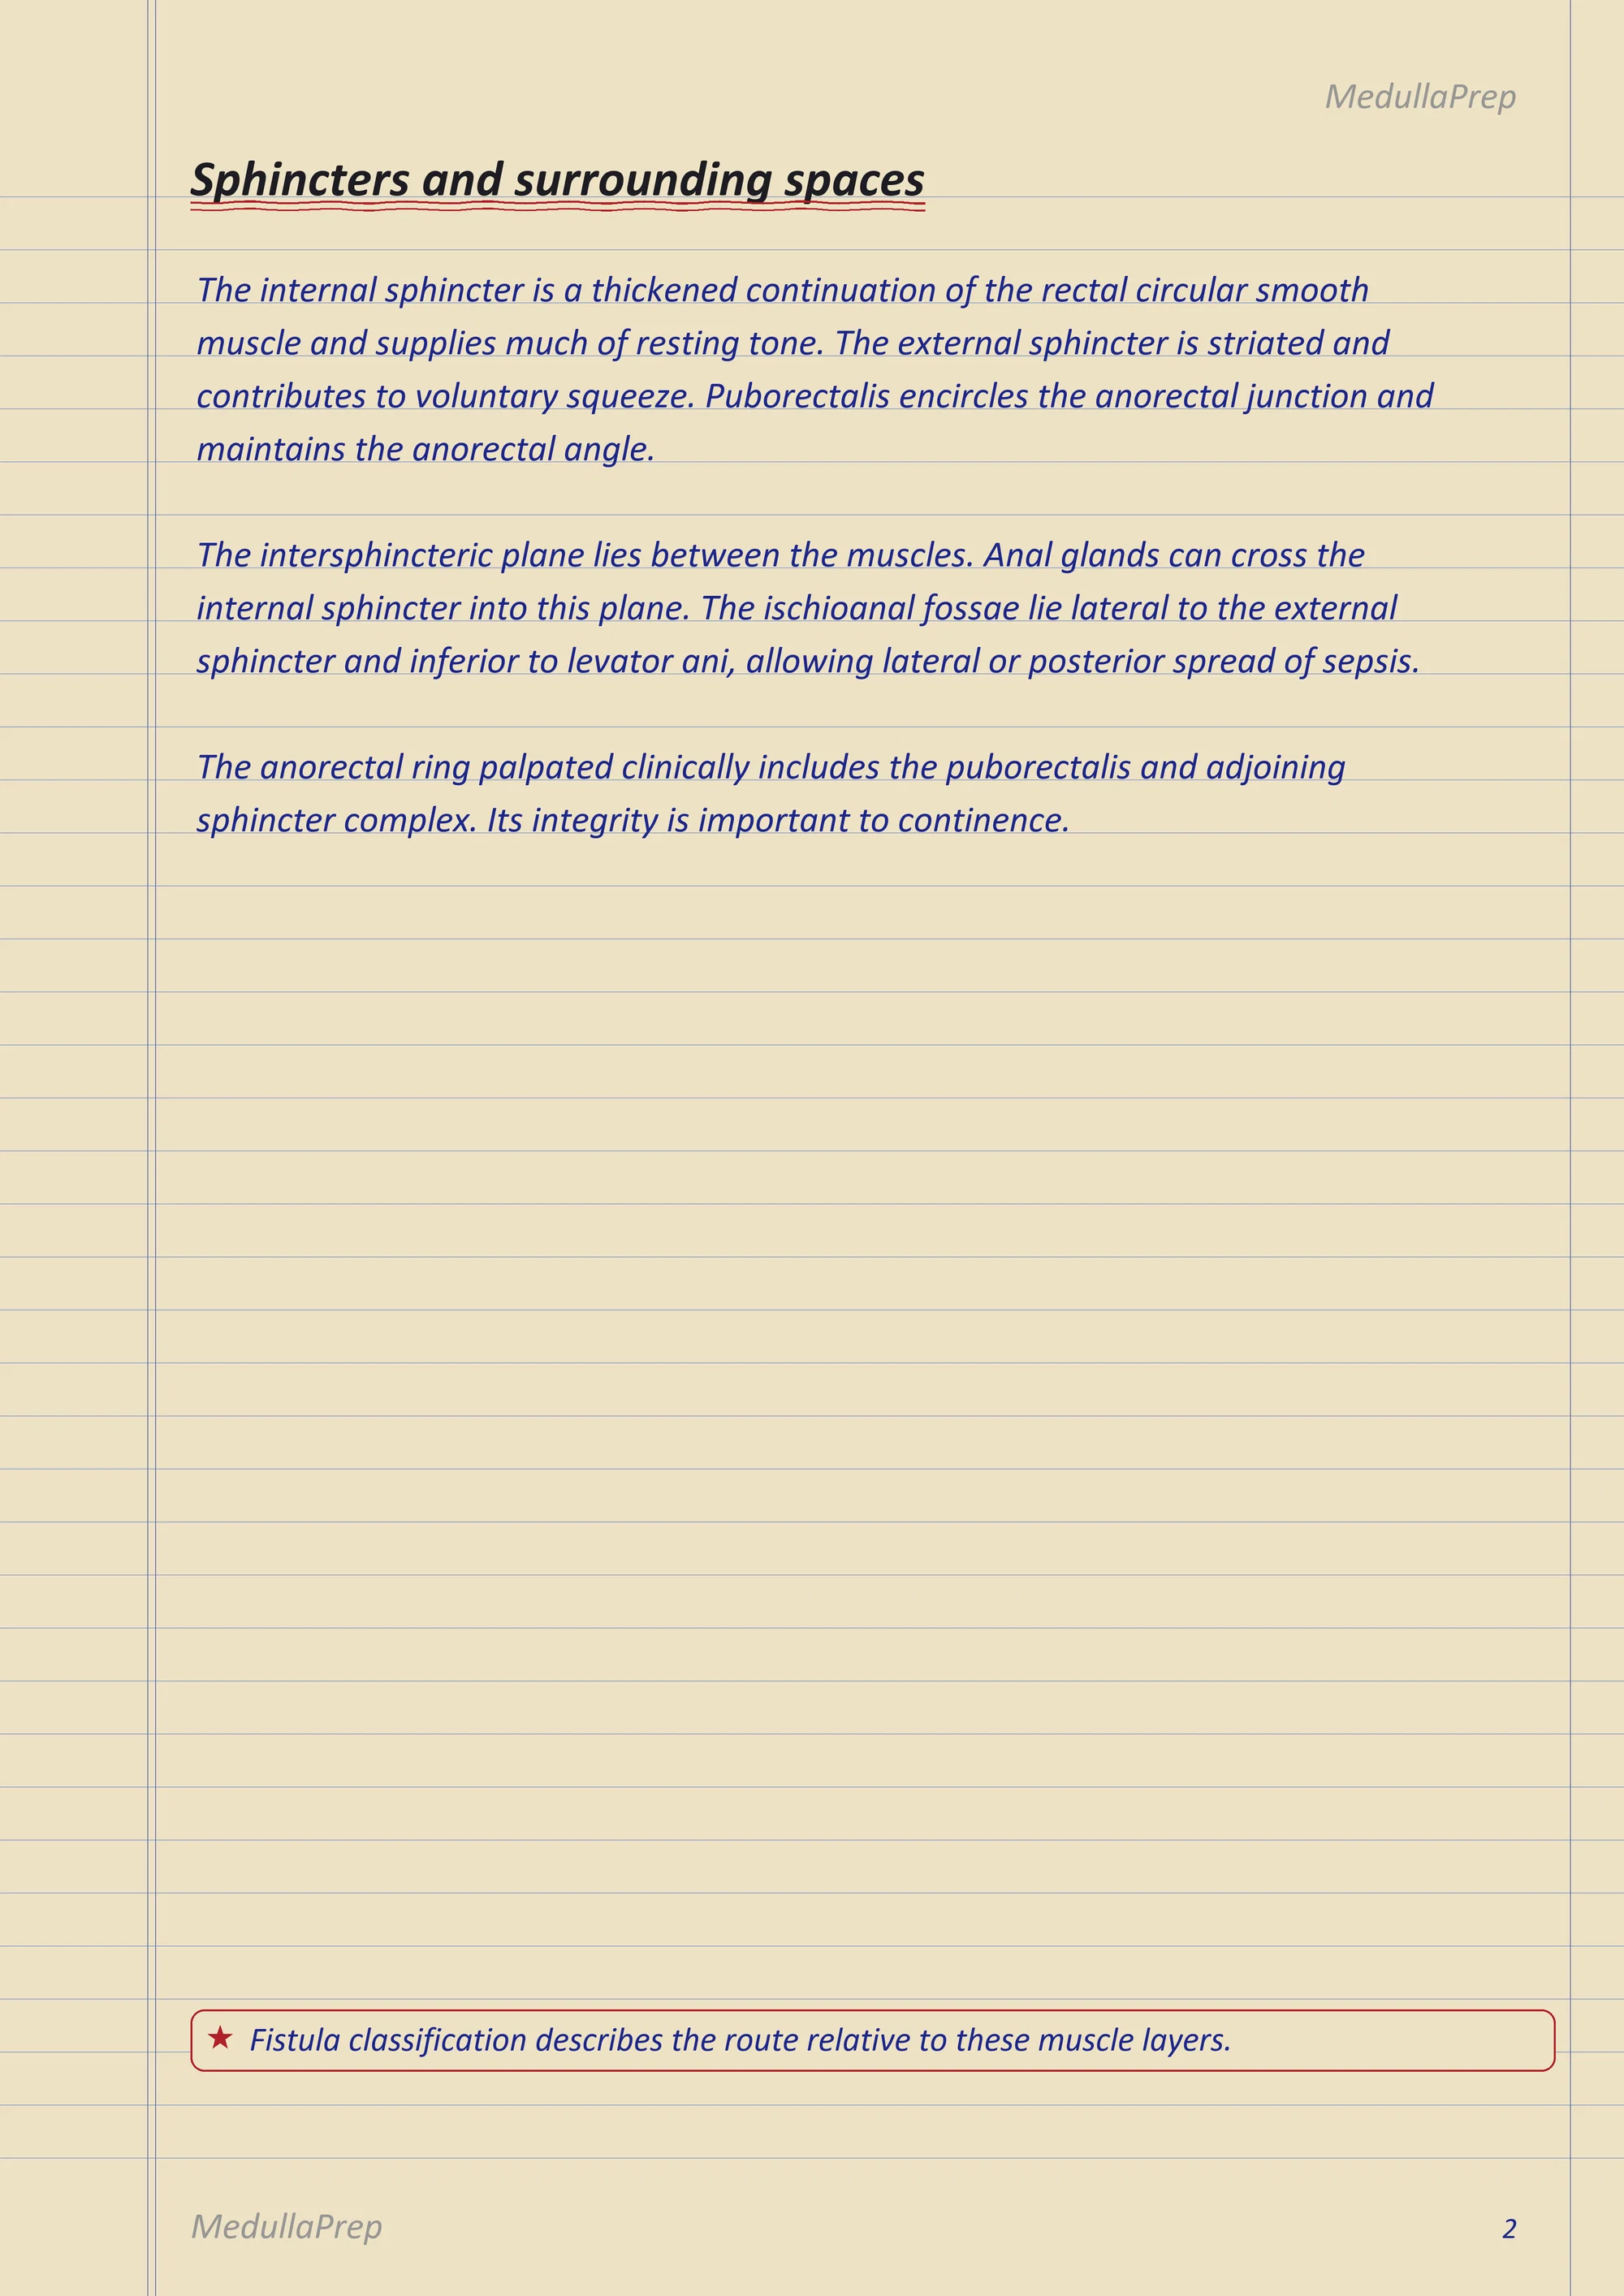 MedullaPrep
Sphincters and surrounding spaces
The internal sphincter is a thickened continuation of the rectal circular smooth
muscle and supplies much of resting tone. The external sphincter is striated and
contributes to voluntary squeeze. Puborectalis encircles the anorectal junction and
maintains the anorectal angle.
The intersphincteric plane lies between the muscles. Anal glands can cross the
internal sphincter into this plane. The ischioanal fossae lie lateral to the external
sphincter and inferior to levator ani, allowing lateral or posterior spread of sepsis.
The anorectal ring palpated clinically includes the puborectalis and adjoining
sphincter complex. Its integrity is important to continence.
★ Fistula classification describes the route relative to these muscle layers.
MedullaPrep
2